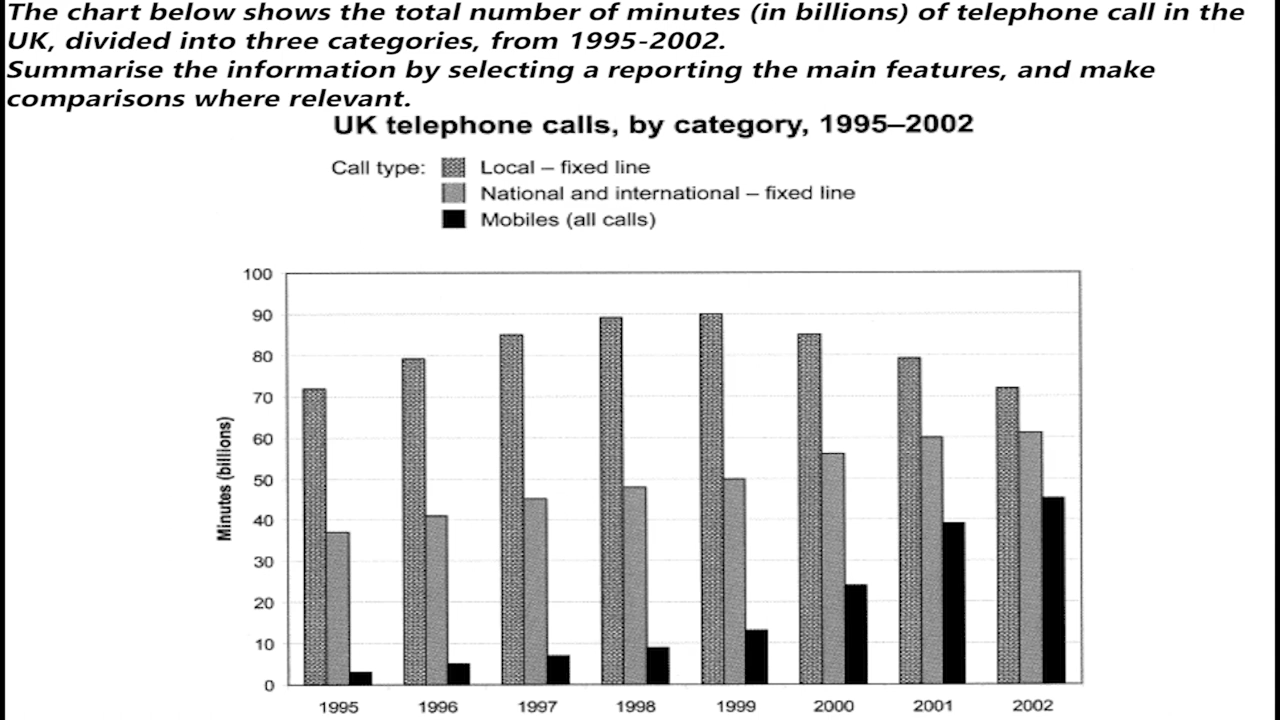 The chart below shows the total number of minutes (in billions) of telephone call in the
UK, divided into three categories, from 1995-2002.
Summarise the information by selecting a reporting the main features, and make
comparisons where relevant.
UK telephone calls, by category, 1995–2002
Call type: Local – fixed line
National and international – fixed line
Mobiles (all calls)
100
90
80
70
60
50
40
30
20
10
0
Minutes (billions)
1995 1996 1997 1998 1999 2000 2001 2002